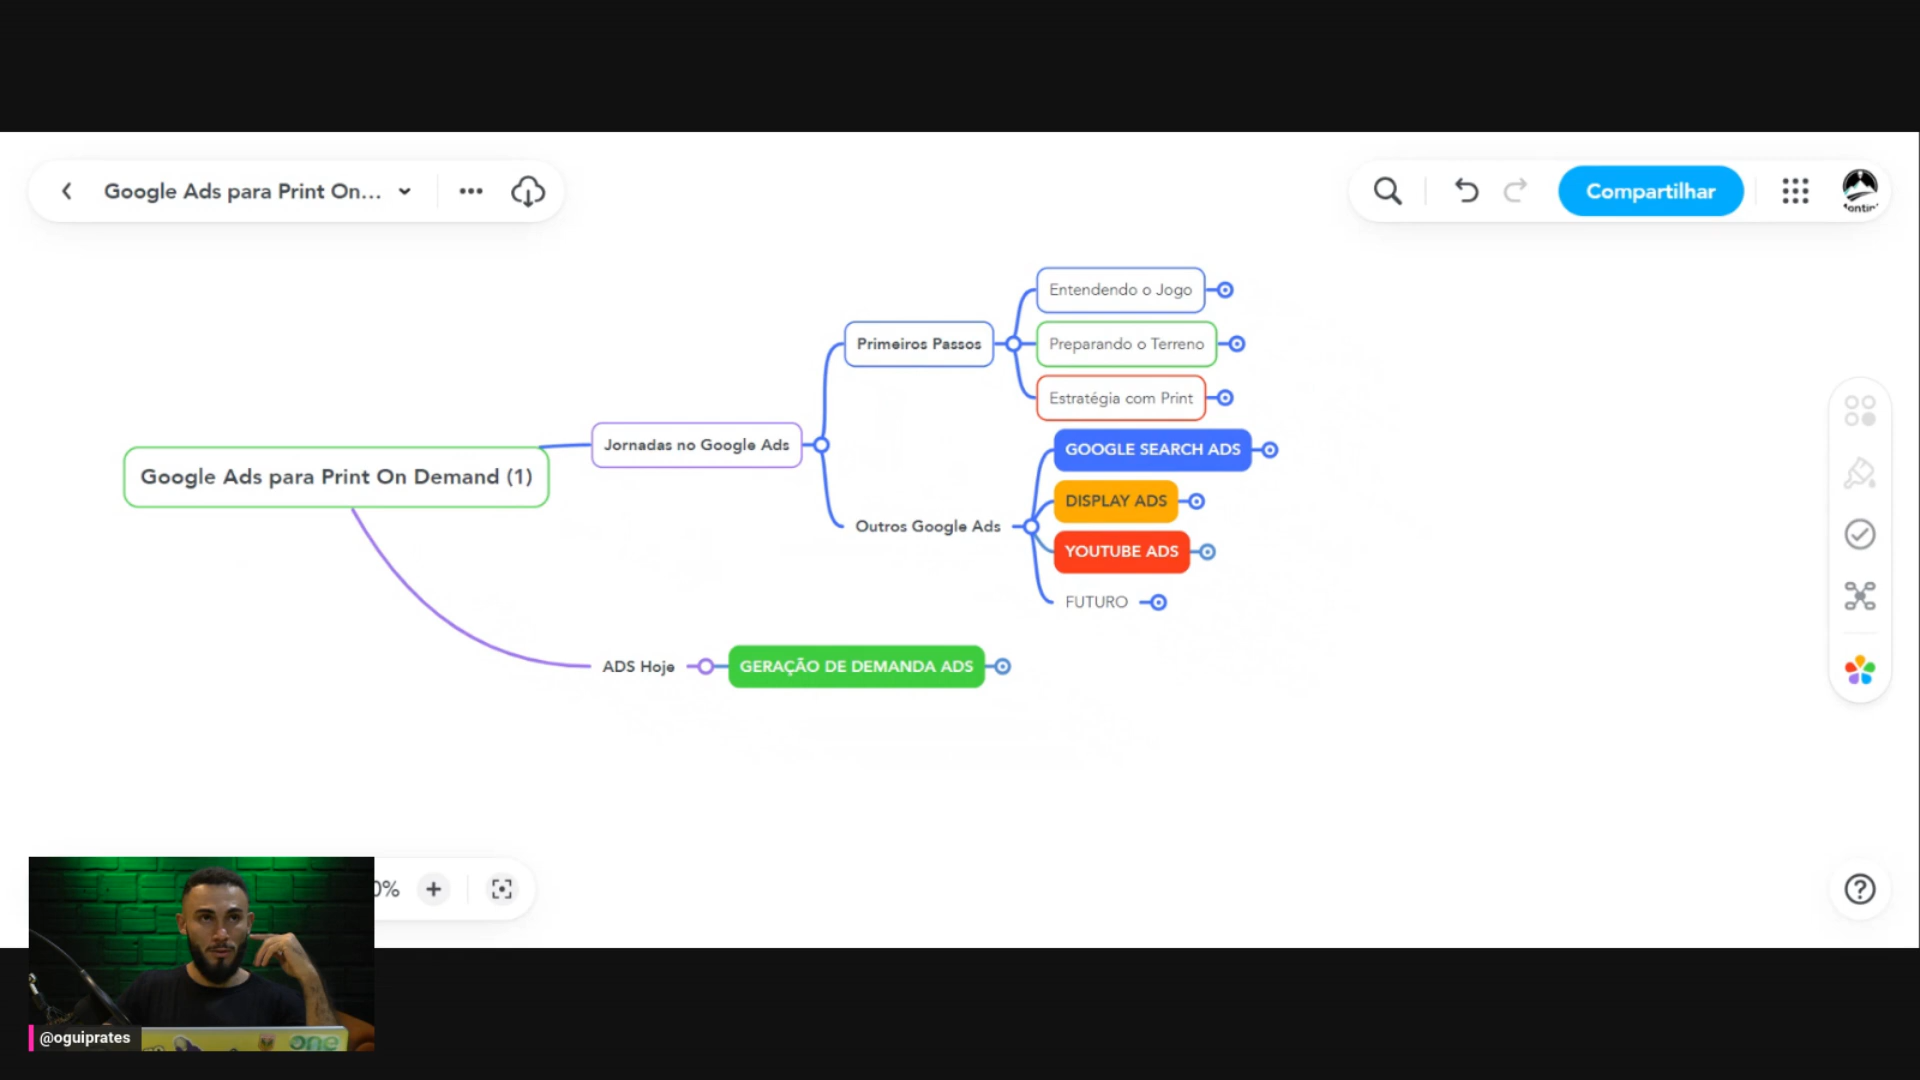 Google Ads para Print On...
Compartilhar
Entendendo o Jogo
Primeiros Passos
Preparando o Terreno
Estratégia com Print
Jornadas no Google Ads
GOOGLE SEARCH ADS
Google Ads para Print On Demand (1)
DISPLAY ADS
Outros Google Ads
YOUTUBE ADS
FUTURO
ADS Hoje
GERAÇÃO DE DEMANDA ADS
0%
@oguiprates
one